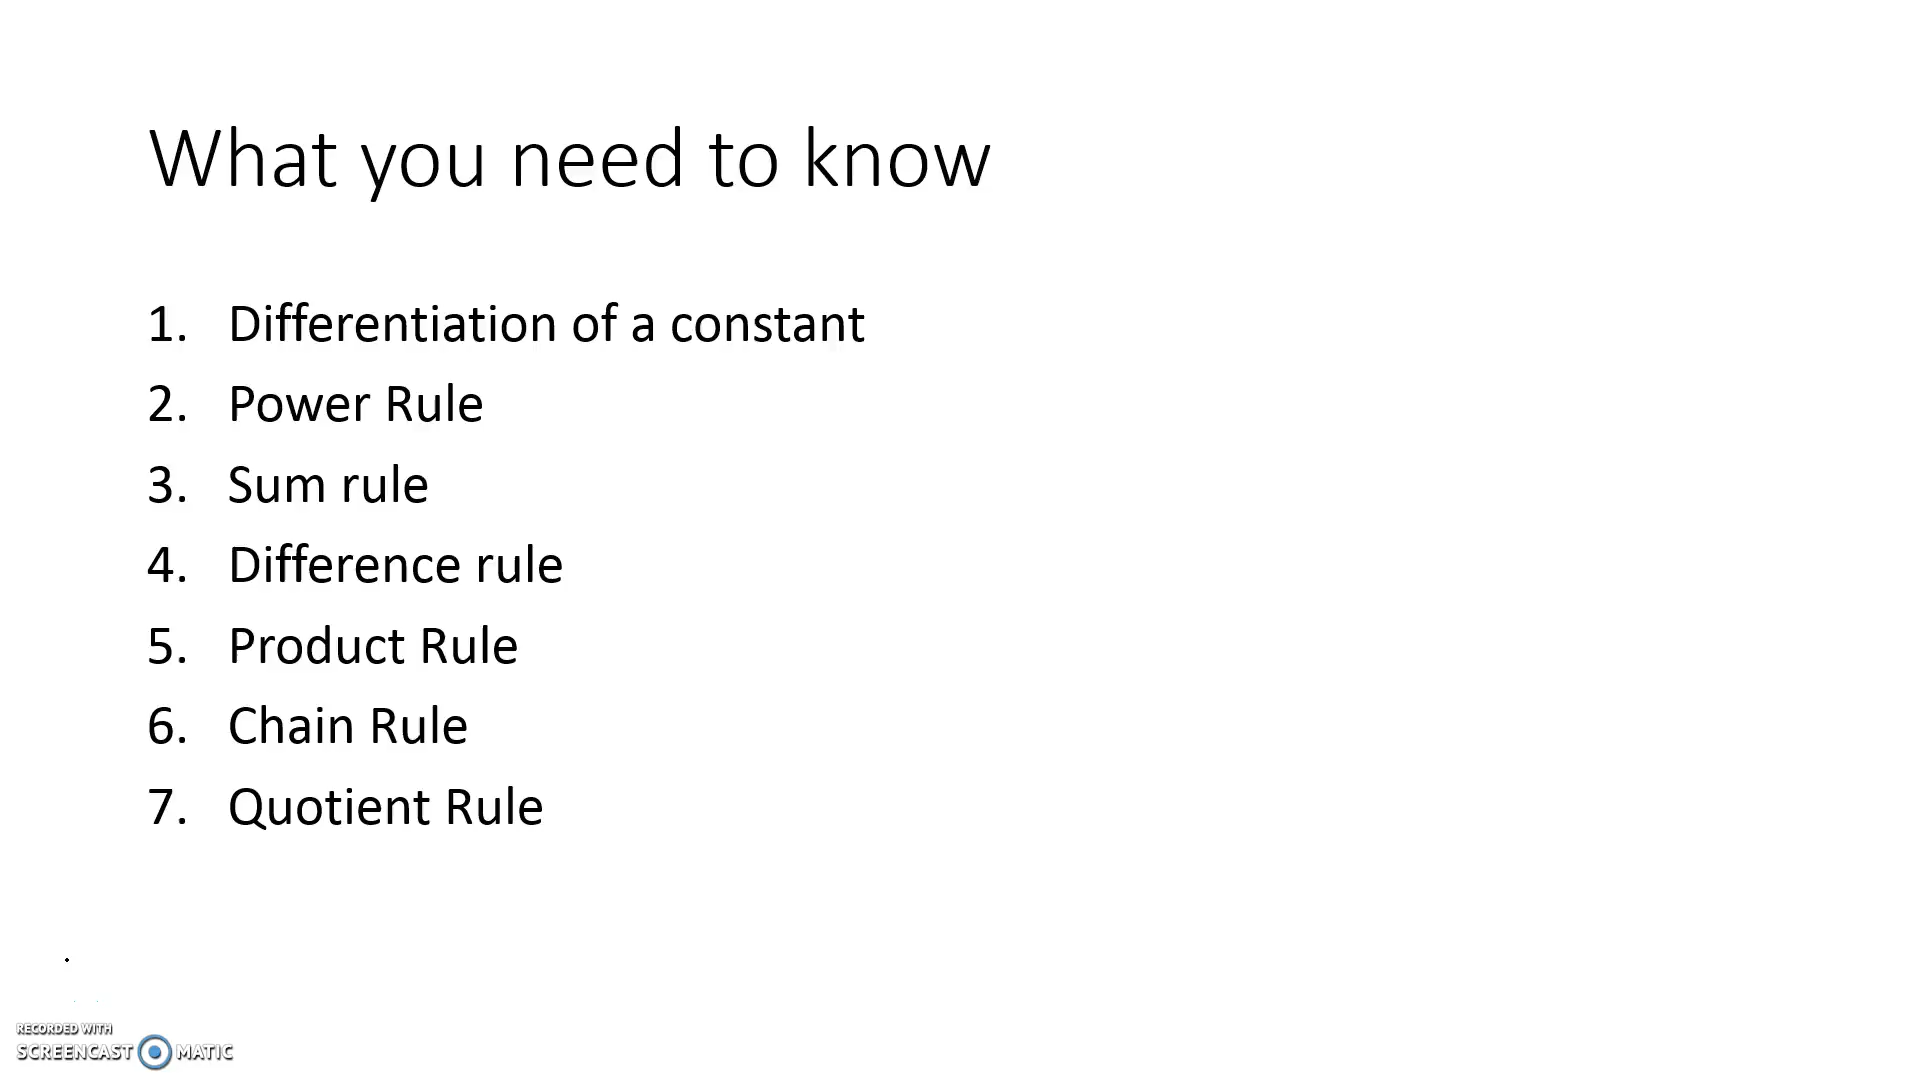 What you need to know
1. Differentiation of a constant
2. Power Rule
3. Sum rule
4. Difference rule
5. Product Rule
6. Chain Rule
7. Quotient Rule
RECORDED WITH
SCREENCAST MATIC